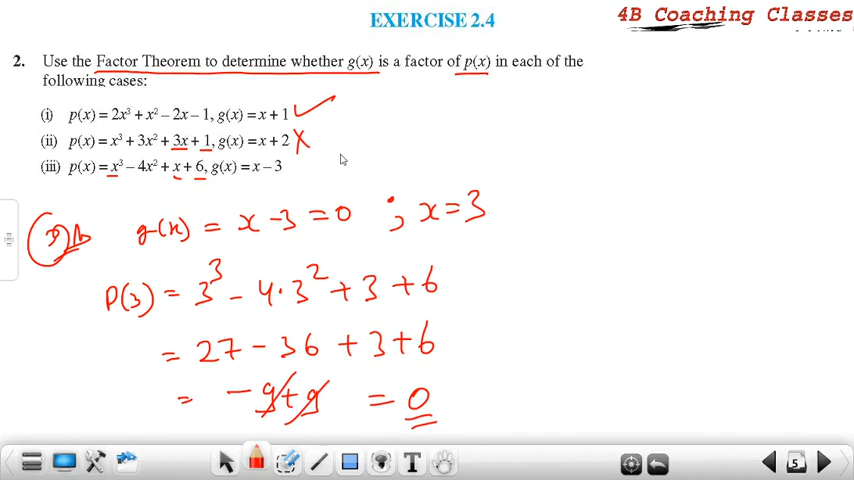 EXERCISE 2.4
4B Coaching Classes
2. Use the Factor Theorem to determine whether g(x) is a factor of p(x) in each of the
following cases:
(i) p(x) = 2x³ + x² – 2x – 1, g(x) = x + 1
(ii) p(x) = x³ + 3x² + 3x + 1, g(x) = x + 2
(iii) p(x) = x³ – 4x² + x + 6, g(x) = x – 3
g(x) = x - 3 = 0 ; x = 3
P(3) = 3³ - 4·3² + 3 + 6
= 27 - 36 + 3 + 6
= -9 + 9 = 0
5